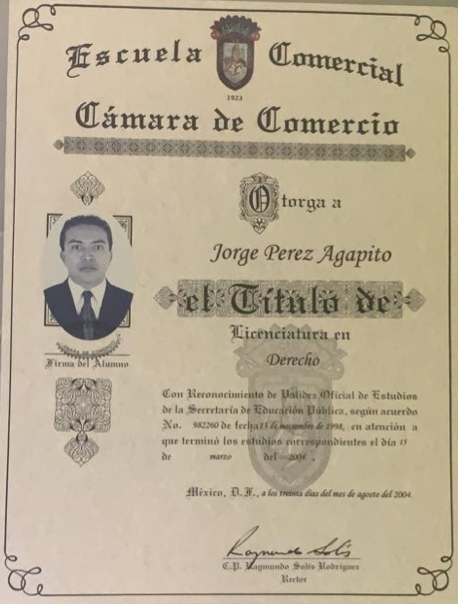 Escuela Comercial
1923
Cámara de Comercio
Otorga a
Jorge Perez Agapito
el Título de
Licenciatura en
Derecho
Firma del Alumno
Con Reconocimiento de Validez Oficial de Estudios
de la Secretaría de Educación Pública, según acuerdo
No. 982260 de fecha 13 de noviembre de 1998, en atención a
que terminó los estudios correspondientes el día 15
de marzo del 2004.
México, D. F., a los treinta días del mes de agosto del 2004.
C.P. Raymundo Solís Rodríguez
Rector